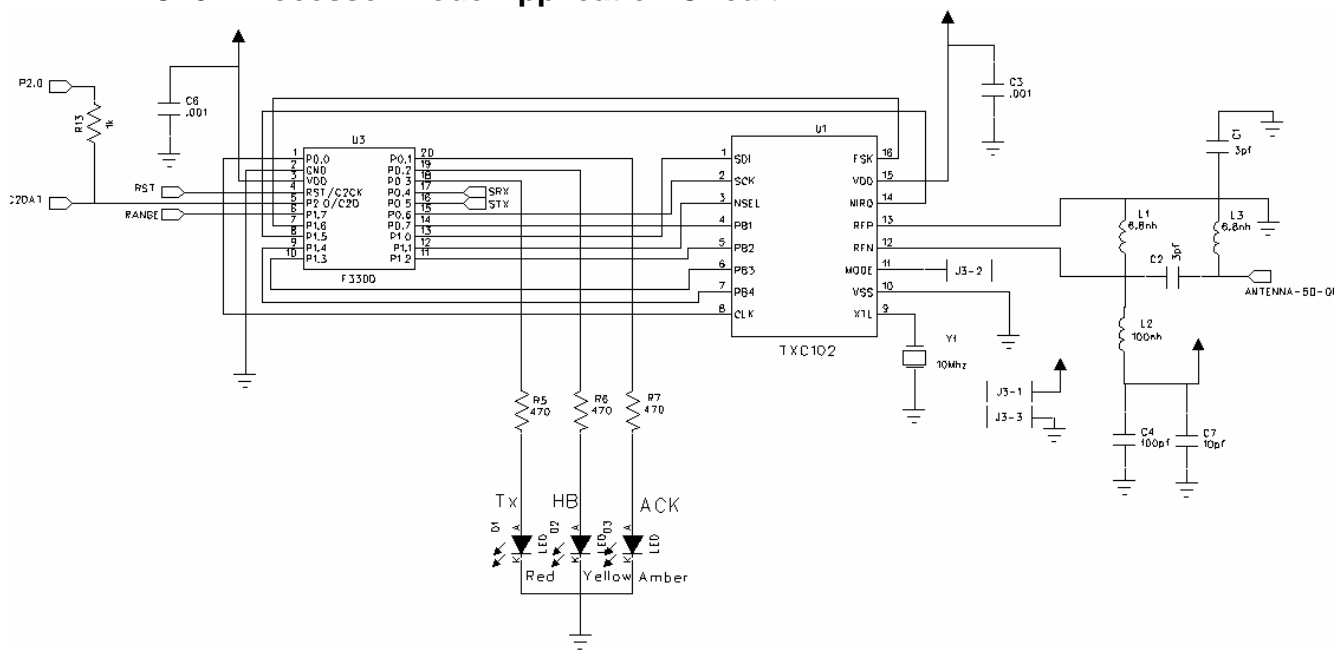 P2.0
R13
1k
C6
.001
C3
.001
U3
U1
C1
3pf
1 P0.0
2 GND
3 VDD
4 RST/C2CK
5 P2.0/C2D
6 P1.7
7 P1.6
8 P1.5
9 P1.4
10 P1.3
P0.1 20
P0.2 19
P0.3 18
P0.4 17
P0.5 16
P0.6 15
P0.7 14
P1.0 13
P1.1 12
P1.2 11
F330D
RST
C2DAT
RANGE
SRX
STX
1 SDI
2 SCK
3 NSEL
4 PB1
5 PB2
6 PB3
7 PB4
8 CLK
FSK 16
VDD 15
NIRQ 14
RFP 13
RFN 12
MODE 11
VSS 10
XTL 9
TXC102
J3-2
L1
6.8nh
L3
6.8nh
C2
3pf
ANTENNA-50-
L2
100nh
Y1
10Mhz
J3-1
J3-3
C4
100pf
C7
10pf
R5
470
R6
470
R7
470
Tx
HB
ACK
D1 A K LED
D2 A K LED
D3 A K LED
Red
Yellow
Amber